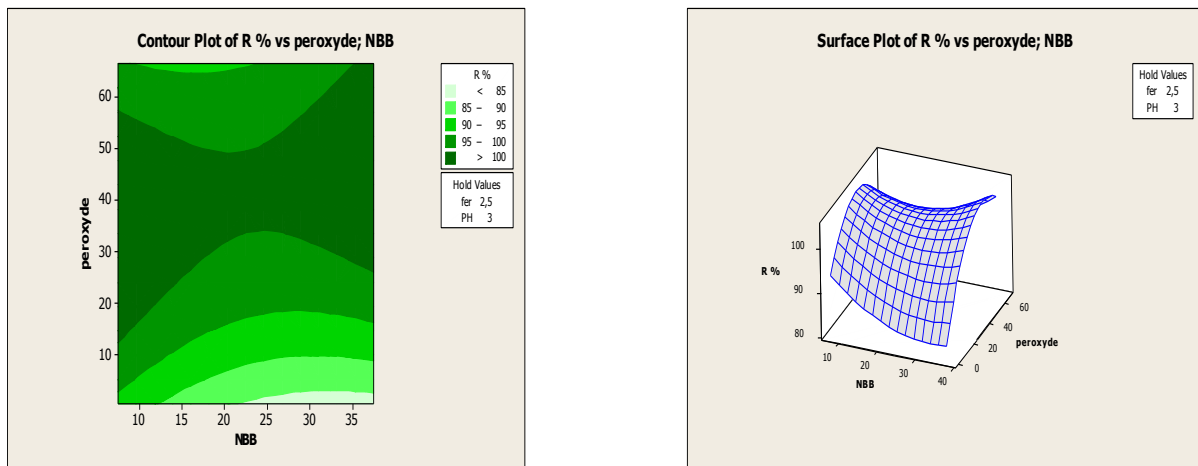 Contour Plot of R % vs peroxyde; NBB
R %
< 85
85 – 90
90 – 95
95 – 100
> 100
Hold Values
fer 2,5
PH 3
peroxyde
60
50
40
30
20
10
10 15 20 25 30 35
NBB
Surface Plot of R % vs peroxyde; NBB
Hold Values
fer 2,5
PH 3
R %
100
90
80
10 20 30 40
NBB
0 20 40 60
peroxyde